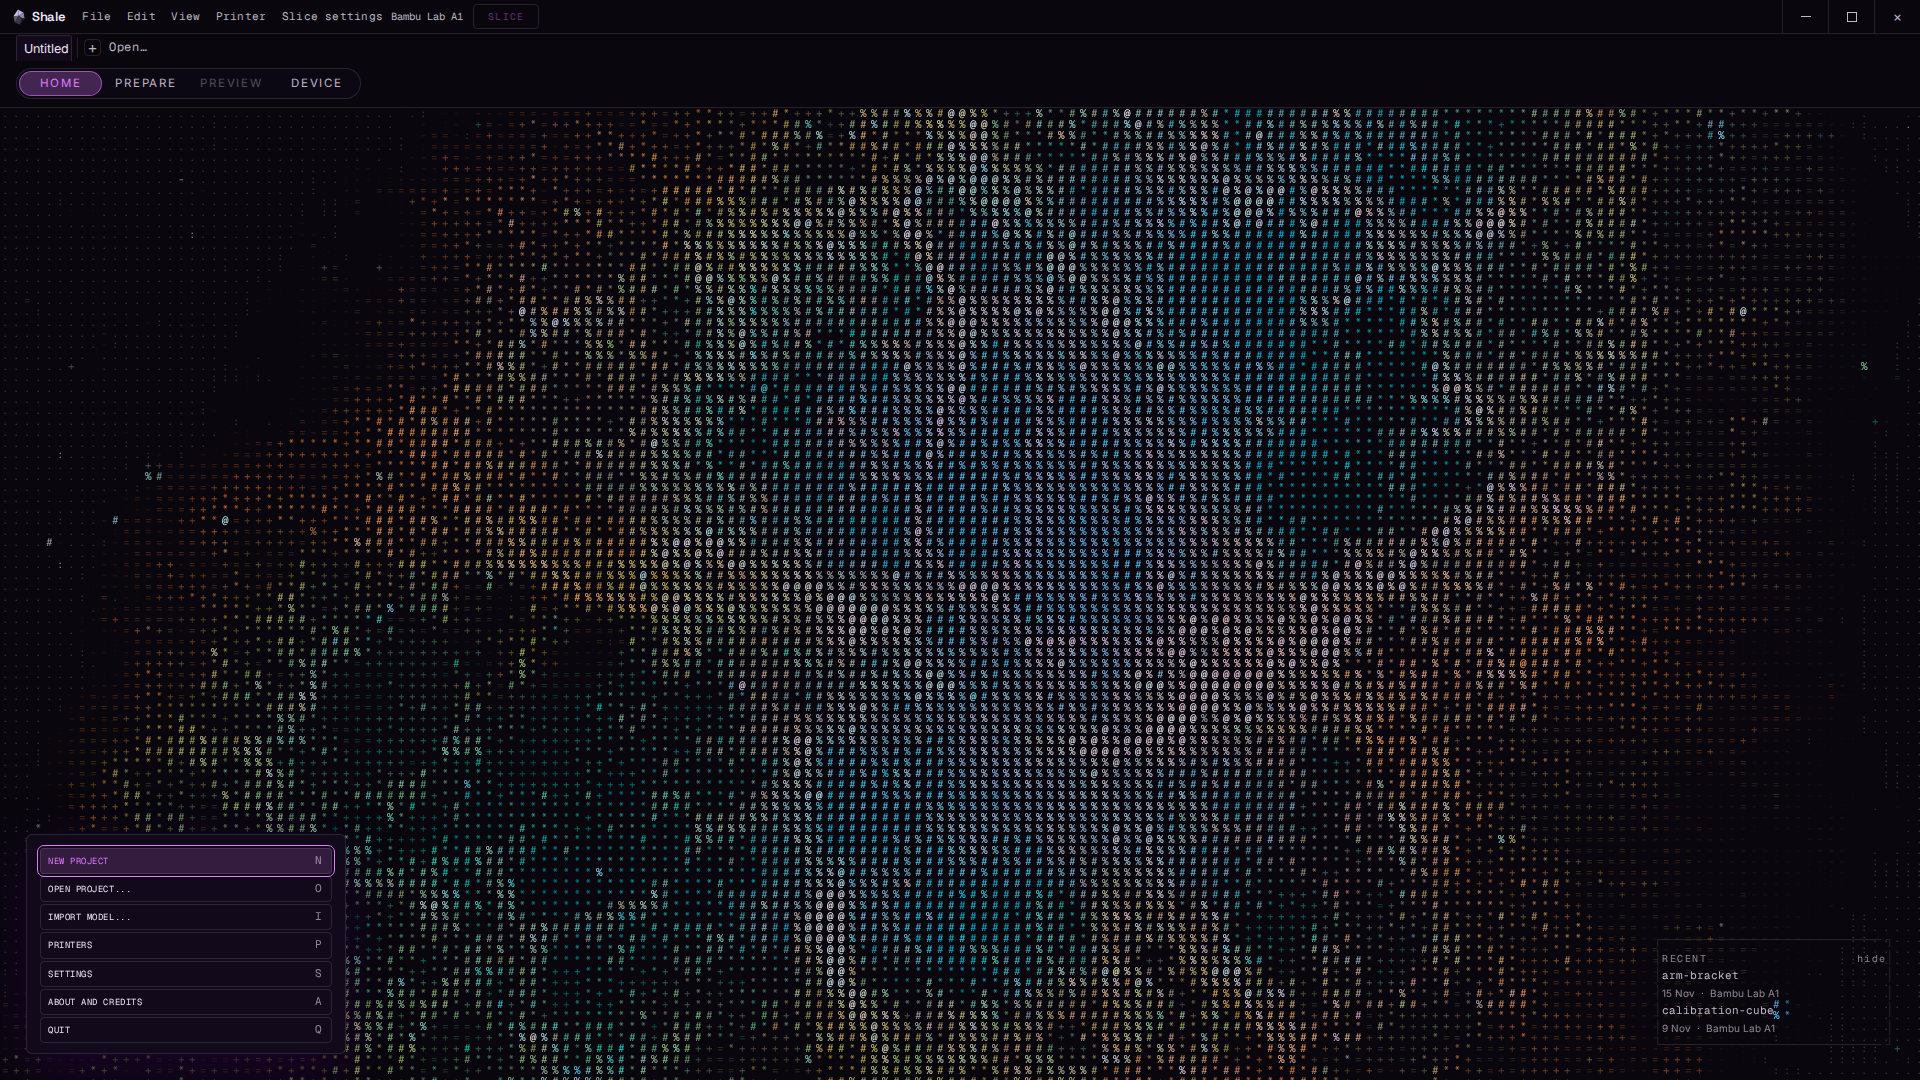 Shale File Edit View Printer Slice settings Bambu Lab A1 SLICE
Untitled + Open…
HOME PREPARE PREVIEW DEVICE
NEW PROJECT N
OPEN PROJECT... O
IMPORT MODEL... I
PRINTERS P
SETTINGS S
ABOUT AND CREDITS A
QUIT Q
RECENT hide
arm-bracket
15 Nov · Bambu Lab A1
calibration-cube
9 Nov · Bambu Lab A1